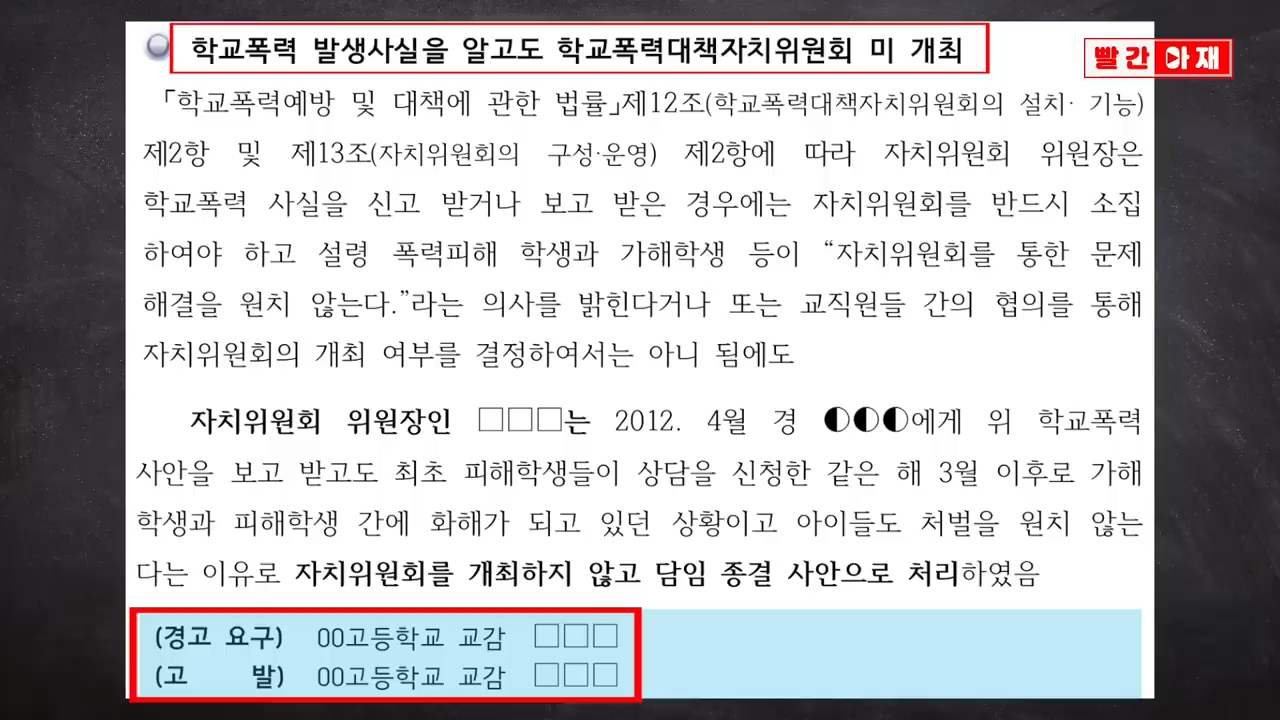 학교폭력 발생사실을 알고도 학교폭력대책자치위원회 미 개최
빨간아재
「학교폭력예방 및 대책에 관한 법률」제12조(학교폭력대책자치위원회의 설치· 기능)
제2항 및 제13조(자치위원회의 구성·운영) 제2항에 따라 자치위원회 위원장은
학교폭력 사실을 신고 받거나 보고 받은 경우에는 자치위원회를 반드시 소집
하여야 하고 설령 폭력피해 학생과 가해학생 등이 “자치위원회를 통한 문제
해결을 원치 않는다.”라는 의사를 밝힌다거나 또는 교직원들 간의 협의를 통해
자치위원회의 개최 여부를 결정하여서는 아니 됨에도
자치위원회 위원장인 □□□는 2012. 4월 경 ◐◐◐에게 위 학교폭력
사안을 보고 받고도 최초 피해학생들이 상담을 신청한 같은 해 3월 이후로 가해
학생과 피해학생 간에 화해가 되고 있던 상황이고 아이들도 처벌을 원치 않는
다는 이유로 자치위원회를 개최하지 않고 담임 종결 사안으로 처리하였음
(경고 요구) 00고등학교 교감 □□□
(고 발) 00고등학교 교감 □□□